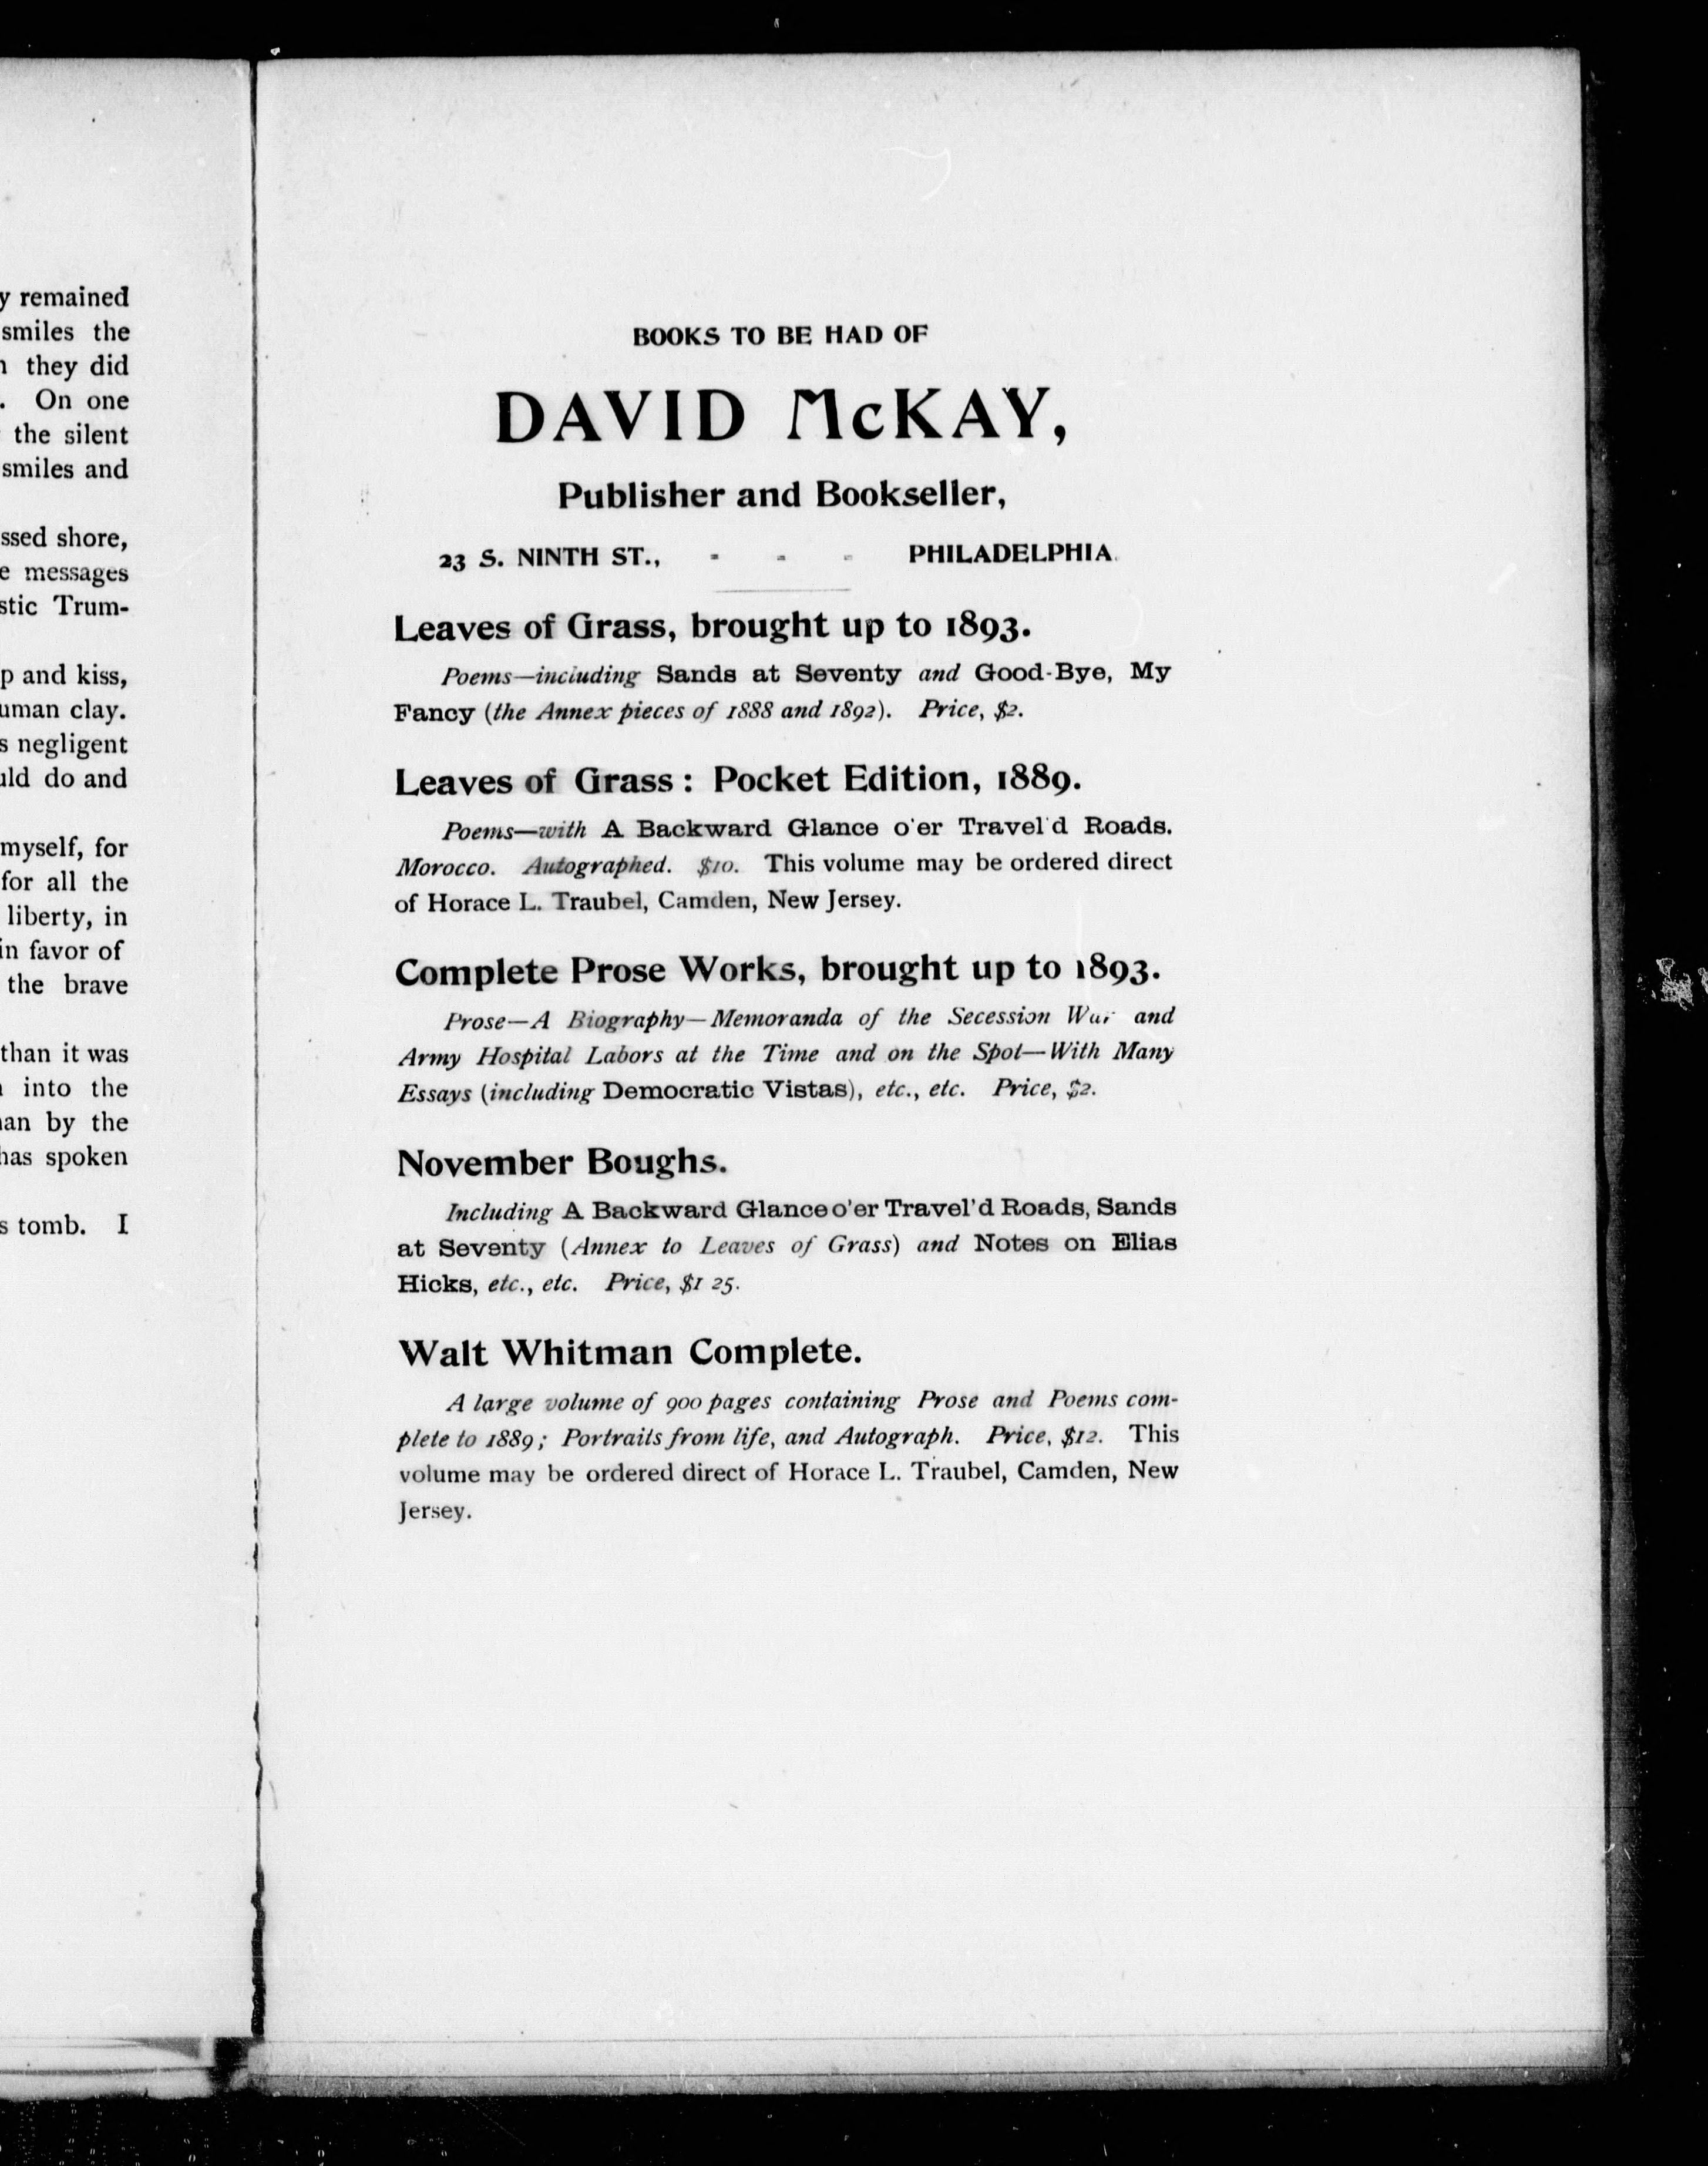 y remained
smiles the
they did
. On one
the silent
smiles and
ssed shore,
e messages
stic Trum-
p and kiss,
uman clay.
s negligent
uld do and
myself, for
for all the
liberty, in
in favor of
the brave
than it was
into the
an by the
has spoken
s tomb. I
BOOKS TO BE HAD OF
DAVID McKAY,
Publisher and Bookseller,
23 S. NINTH ST., - - - PHILADELPHIA.
Leaves of Grass, brought up to 1893.
Poems—including Sands at Seventy and Good-Bye, My
Fancy (the Annex pieces of 1888 and 1892). Price, $2.
Leaves of Grass: Pocket Edition, 1889.
Poems—with A Backward Glance o'er Travel'd Roads.
Morocco. Autographed. $10. This volume may be ordered direct
of Horace L. Traubel, Camden, New Jersey.
Complete Prose Works, brought up to 1893.
Prose—A Biography—Memoranda of the Secession War and
Army Hospital Labors at the Time and on the Spot—With Many
Essays (including Democratic Vistas), etc., etc. Price, $2.
November Boughs.
Including A Backward Glance o'er Travel'd Roads, Sands
at Seventy (Annex to Leaves of Grass) and Notes on Elias
Hicks, etc., etc. Price, $1 25.
Walt Whitman Complete.
A large volume of 900 pages containing Prose and Poems com-
plete to 1889; Portraits from life, and Autograph. Price, $12. This
volume may be ordered direct of Horace L. Traubel, Camden, New
Jersey.